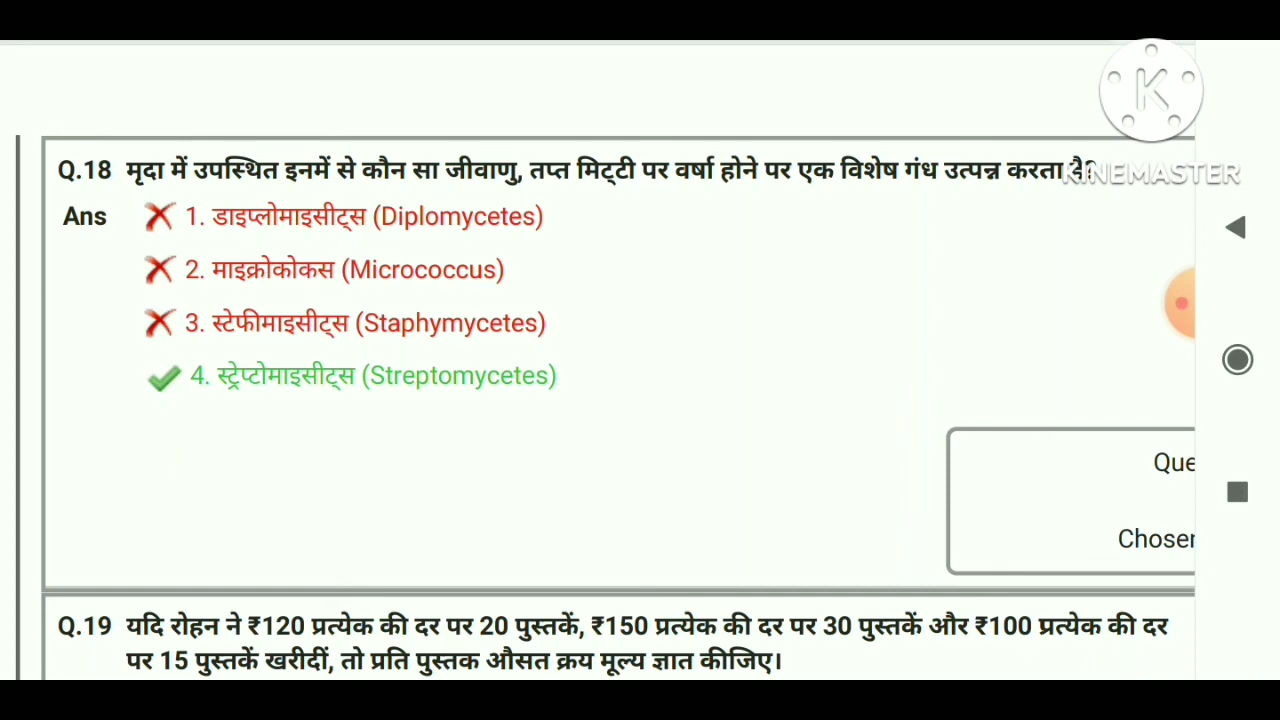 Q.18 मृदा में उपस्थित इनमें से कौन सा जीवाणु, तप्त मिट्टी पर वर्षा होने पर एक विशेष गंध उत्पन्न करता है?
K
KINEMASTER
Ans 1. डाइप्लोमाइसीट्स (Diplomycetes)
2. माइक्रोकोकस (Micrococcus)
3. स्टेफीमाइसीट्स (Staphymycetes)
4. स्ट्रेप्टोमाइसीट्स (Streptomycetes)
Que
Chosen
Q.19 यदि रोहन ने ₹120 प्रत्येक की दर पर 20 पुस्तकें, ₹150 प्रत्येक की दर पर 30 पुस्तकें और ₹100 प्रत्येक की दर
पर 15 पुस्तकें खरीदीं, तो प्रति पुस्तक औसत क्रय मूल्य ज्ञात कीजिए।